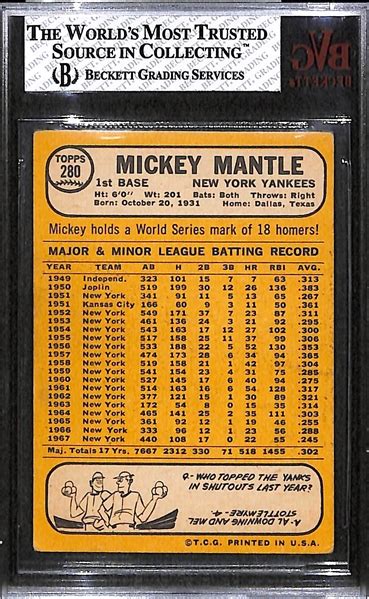 THE WORLD'S MOST TRUSTED
SOURCE IN COLLECTING™
BECKETT GRADING SERVICES
BVG
BECKETT
TOPPS
280
MICKEY MANTLE
1st BASE NEW YORK YANKEES
Ht: 6'0" Wt: 201 Bats: Both Throws: Right
Born: October 20, 1931 Home: Dallas, Texas
Mickey holds a World Series mark of 18 homers!
MAJOR & MINOR LEAGUE BATTING RECORD
YEAR TEAM AB H 2B 3B HR RBI AVG.
1949 Independ. 323 101 15 7 7 63 .313
1950 Joplin 519 199 30 12 26 136 .383
1951 New York 341 91 11 5 13 65 .267
1951 Kansas City 166 60 9 3 11 50 .361
1952 New York 549 171 37 7 23 87 .311
1953 New York 461 136 24 3 21 92 .295
1954 New York 543 163 17 12 27 102 .300
1955 New York 517 158 25 11 37 99 .306
1956 New York 533 188 22 5 52 130 .353
1957 New York 474 173 28 6 34 94 .365
1958 New York 519 158 21 1 42 97 .304
1959 New York 541 154 23 4 31 75 .285
1960 New York 527 145 17 6 40 94 .275
1961 New York 514 163 16 6 54 128 .317
1962 New York 377 121 15 1 30 89 .321
1963 New York 172 54 8 0 15 35 .314
1964 New York 465 141 25 2 35 111 .303
1965 New York 361 92 12 1 19 46 .255
1966 New York 333 96 12 1 23 56 .288
1967 New York 440 108 17 0 22 55 .245
Maj. Totals 17 Yrs. 7667 2312 330 71 518 1455 .302
Q- WHO TOPPED THE YANKS
IN SHUTOUTS LAST YEAR?
A. AL DOWNING AND MEL
STOTTLEMYRE - 4.
©T.C.G. PRINTED IN U.S.A.